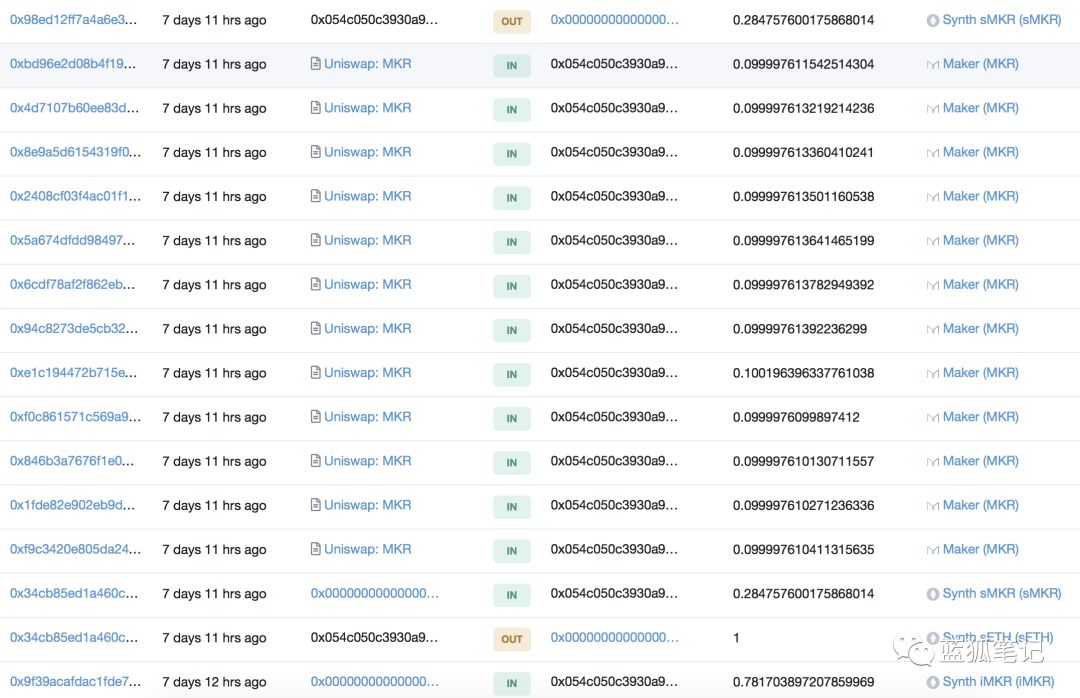 0x98ed12ff7a4a6e3... 7 days 11 hrs ago 0x054c050c3930a9... OUT 0x00000000000000... 0.284757600175868014 Synth sMKR (sMKR)
0xbd96e2d08b4f19... 7 days 11 hrs ago Uniswap: MKR IN 0x054c050c3930a9... 0.099997611542514304 Maker (MKR)
0x4d7107b60ee83d... 7 days 11 hrs ago Uniswap: MKR IN 0x054c050c3930a9... 0.099997613219214236 Maker (MKR)
0x8e9a5d6154319f0... 7 days 11 hrs ago Uniswap: MKR IN 0x054c050c3930a9... 0.099997613360410241 Maker (MKR)
0x2408cf03f4ac01f1... 7 days 11 hrs ago Uniswap: MKR IN 0x054c050c3930a9... 0.099997613501160538 Maker (MKR)
0x5a674dfdd98497... 7 days 11 hrs ago Uniswap: MKR IN 0x054c050c3930a9... 0.099997613641465199 Maker (MKR)
0x6cdf78af2f862eb... 7 days 11 hrs ago Uniswap: MKR IN 0x054c050c3930a9... 0.099997613782949392 Maker (MKR)
0x94c8273de5cb32... 7 days 11 hrs ago Uniswap: MKR IN 0x054c050c3930a9... 0.09999761392236299 Maker (MKR)
0xe1c194472b715e... 7 days 11 hrs ago Uniswap: MKR IN 0x054c050c3930a9... 0.100196396337761038 Maker (MKR)
0xf0c861571c569a9... 7 days 11 hrs ago Uniswap: MKR IN 0x054c050c3930a9... 0.0999976099897412 Maker (MKR)
0x846b3a7676f1e0... 7 days 11 hrs ago Uniswap: MKR IN 0x054c050c3930a9... 0.099997610130711557 Maker (MKR)
0x1fde82e902eb9d... 7 days 11 hrs ago Uniswap: MKR IN 0x054c050c3930a9... 0.099997610271236336 Maker (MKR)
0xf9c3420e805da24... 7 days 11 hrs ago Uniswap: MKR IN 0x054c050c3930a9... 0.099997610411315635 Maker (MKR)
0x34cb85ed1a460c... 7 days 11 hrs ago 0x00000000000000... IN 0x054c050c3930a9... 0.284757600175868014 Synth sMKR (sMKR)
0x34cb85ed1a460c... 7 days 11 hrs ago 0x054c050c3930a9... OUT 0x00000000000000... 1 Synth sETH (sETH)
蓝狐笔记
0x9f39acafdac1fde7... 7 days 12 hrs ago 0x00000000000000... IN 0x054c050c3930a9... 0.781703897207859969 Synth iMKR (iMKR)